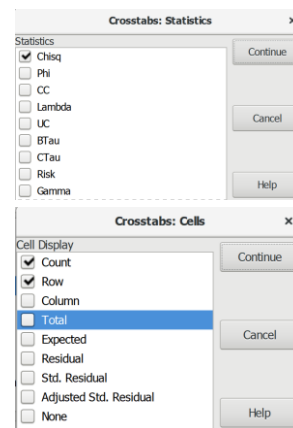 Crosstabs: Statistics ×
Statistics
Chisq
Continue
Phi
CC
Lambda
UC
Cancel
BTau
CTau
Risk
Gamma
Help
Crosstabs: Cells ×
Cell Display
Count
Continue
Row
Column
Total
Expected
Cancel
Residual
Std. Residual
Adjusted Std. Residual
None
Help